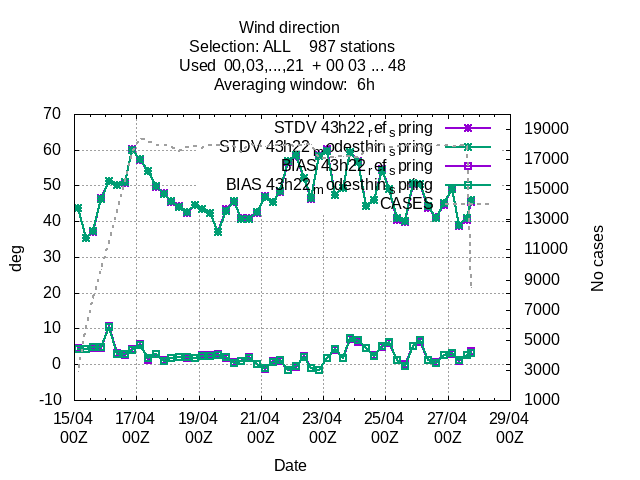 Wind direction
Selection: ALL 987 stations
Used 00,03,...,21 + 00 03 ... 48
Averaging window: 6h
70
60
50
40
30
20
10
0
-10
deg
19000
17000
15000
13000
11000
9000
7000
5000
3000
1000
No cases
STDV 43h22_ref_spring
STDV 43h22_modesthin_spring
BIAS 43h22_ref_spring
BIAS 43h22_modesthin_spring
CASES
15/04 17/04 19/04 21/04 23/04 25/04 27/04 29/04
00Z 00Z 00Z 00Z 00Z 00Z 00Z 00Z
Date